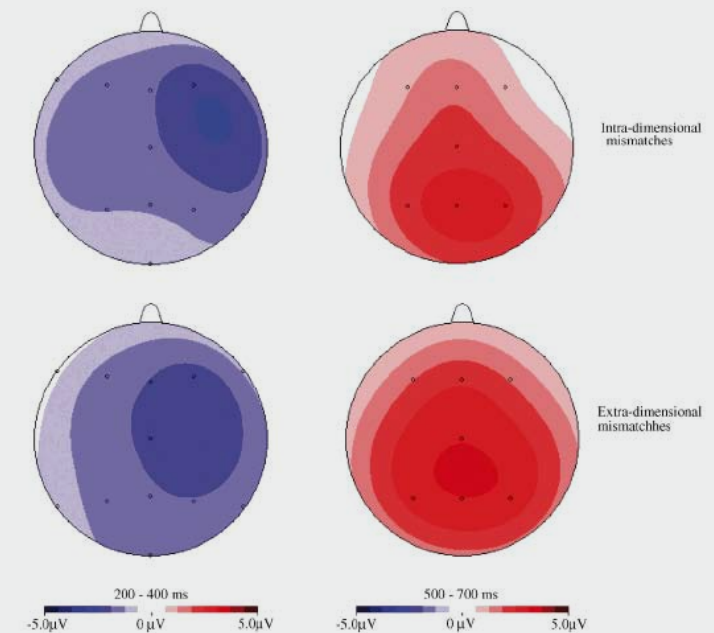 Intra-dimensional
mismatches
Extra-dimensional
mismatchhes
200 - 400 ms
-5.0µV 0 µV 5.0µV
500 - 700 ms
-5.0µV 0 µV 5.0µV